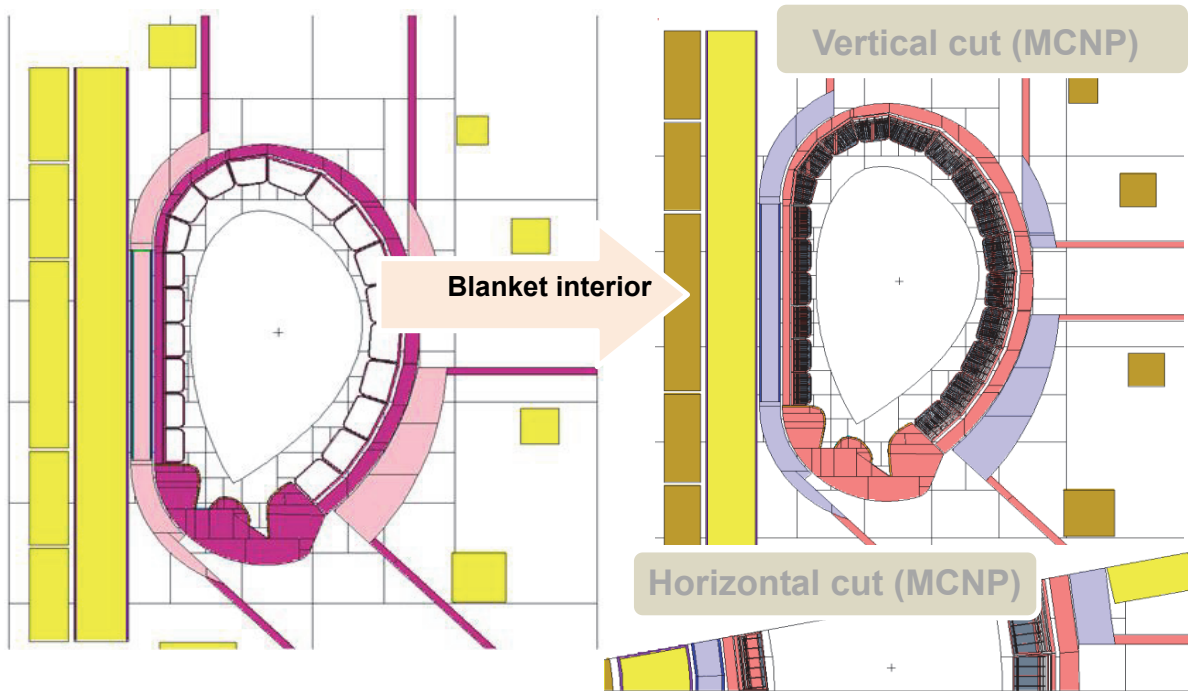 Vertical cut (MCNP)
Blanket interior
Horizontal cut (MCNP)